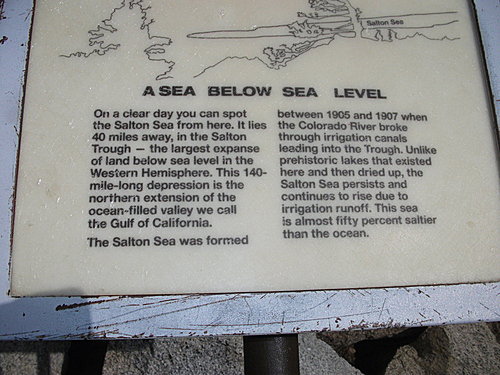 Salton Sea
A SEA BELOW SEA LEVEL
On a clear day you can spot
the Salton Sea from here. It lies
40 miles away, in the Salton
Trough — the largest expanse
of land below sea level in the
Western Hemisphere. This 140-
mile-long depression is the
northern extension of the
ocean-filled valley we call
the Gulf of California.
The Salton Sea was formed
between 1905 and 1907 when
the Colorado River broke
through irrigation canals
leading into the Trough. Unlike
prehistoric lakes that existed
here and then dried up, the
Salton Sea persists and
continues to rise due to
irrigation runoff. This sea
is almost fifty percent saltier
than the ocean.